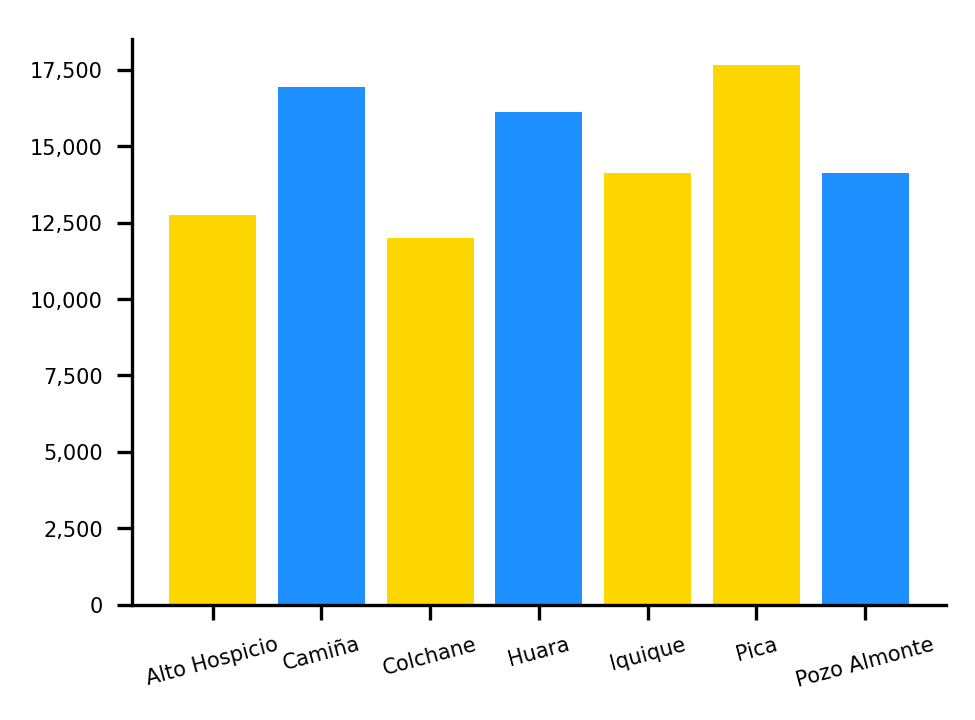 17,500
15,000
12,500
10,000
7,500
5,000
2,500
0
Alto Hospicio
Camiña
Colchane
Huara
Iquique
Pica
Pozo Almonte